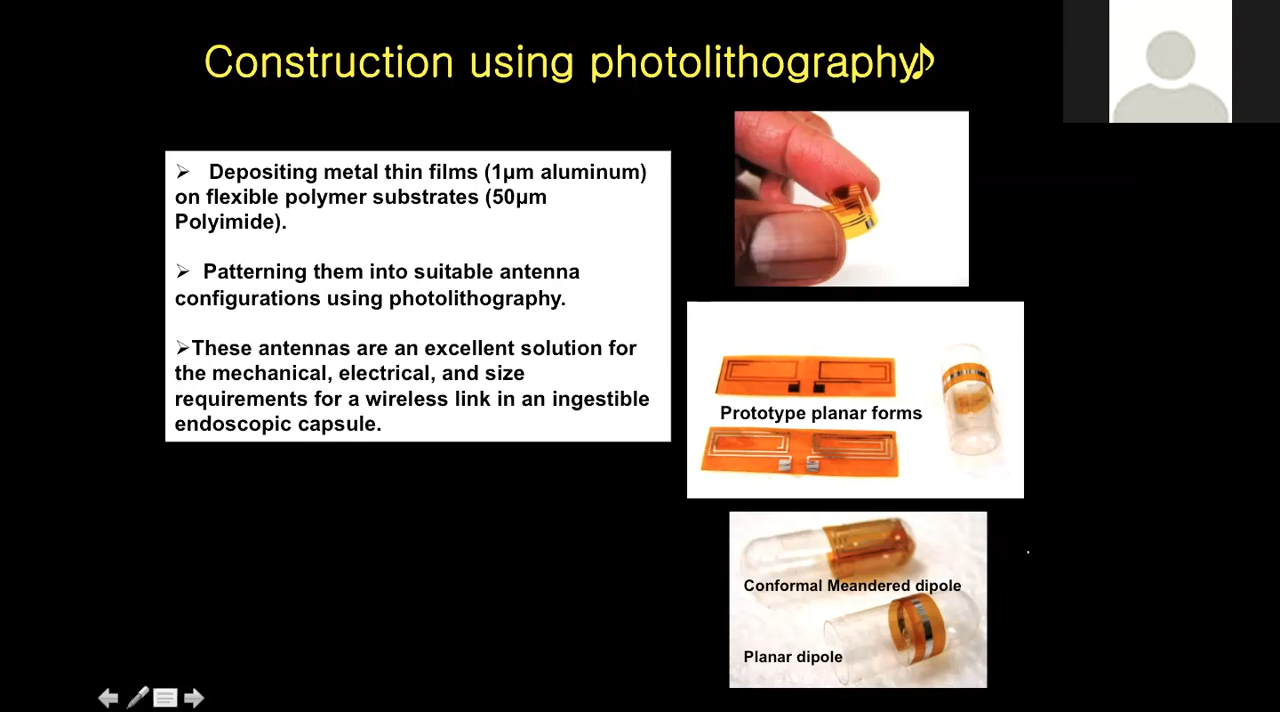 Construction using photolithography♪
➢ Depositing metal thin films (1µm aluminum)
on flexible polymer substrates (50µm
Polyimide).
➢ Patterning them into suitable antenna
configurations using photolithography.
➢These antennas are an excellent solution for
the mechanical, electrical, and size
requirements for a wireless link in an ingestible
endoscopic capsule.
Prototype planar forms
Conformal Meandered dipole
Planar dipole